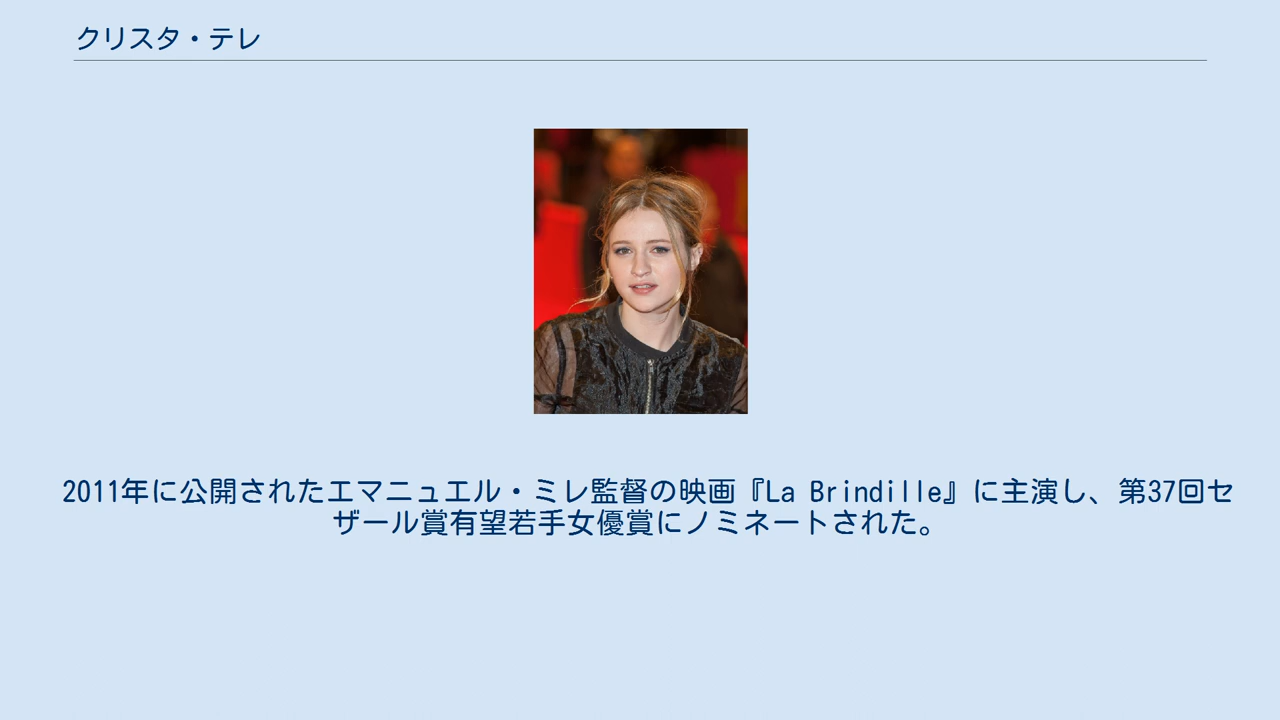 クリスタ・テレ
2011年に公開されたエマニュエル・ミレ監督の映画『La Brindille』に主演し、第37回セ
ザール賞有望若手女優賞にノミネートされた。